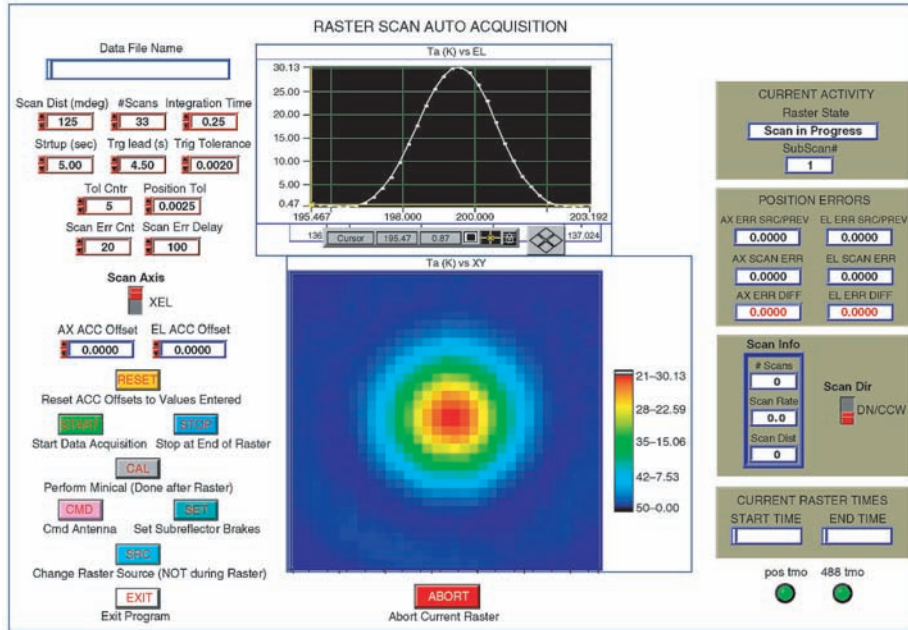 RASTER SCAN AUTO ACQUISITION
Data File Name
Scan Dist (mdeg) #Scans Integration Time
125 33 0.25
Strtup (sec) Trg lead (s) Trig Tolerance
5.00 4.50 0.0020
Tol Cntr Position Tol
5 0.0025
Scan Err Cnt Scan Err Delay
20 100
Scan Axis
XEL
AX ACC Offset EL ACC Offset
0.0000 0.0000
RESET
Reset ACC Offsets to Values Entered
START STOP
Start Data Acquisition Stop at End of Raster
CAL
Perform Minical (Done after Raster)
CMD SET
Cmd Antenna Set Subreflector Brakes
SRC
Change Raster Source (NOT during Raster)
EXIT
Exit Program
Ta (K) vs EL
30.13
25.00
20.00
15.00
10.00
5.00
0.47
195.467 198.000 200.000 203.192
136. Cursor 195.47 0.87 137.024
Ta (K) vs XY
21–30.13
28–22.59
35–15.06
42–7.53
50–0.00
ABORT
Abort Current Raster
CURRENT ACTIVITY
Raster State
Scan in Progress
SubScan#
1
POSITION ERRORS
AX ERR SRC/PREV EL ERR SRC/PREV
0.0000 0.0000
AX SCAN ERR EL SCAN ERR
0.0000 0.0000
AX ERR DIFF EL ERR DIFF
0.0000 0.0000
Scan Info
# Scans
0
Scan Rate
0.0
Scan Dist
0
Scan Dir
DN/CCW
CURRENT RASTER TIMES
START TIME END TIME
pos tmo 488 tmo